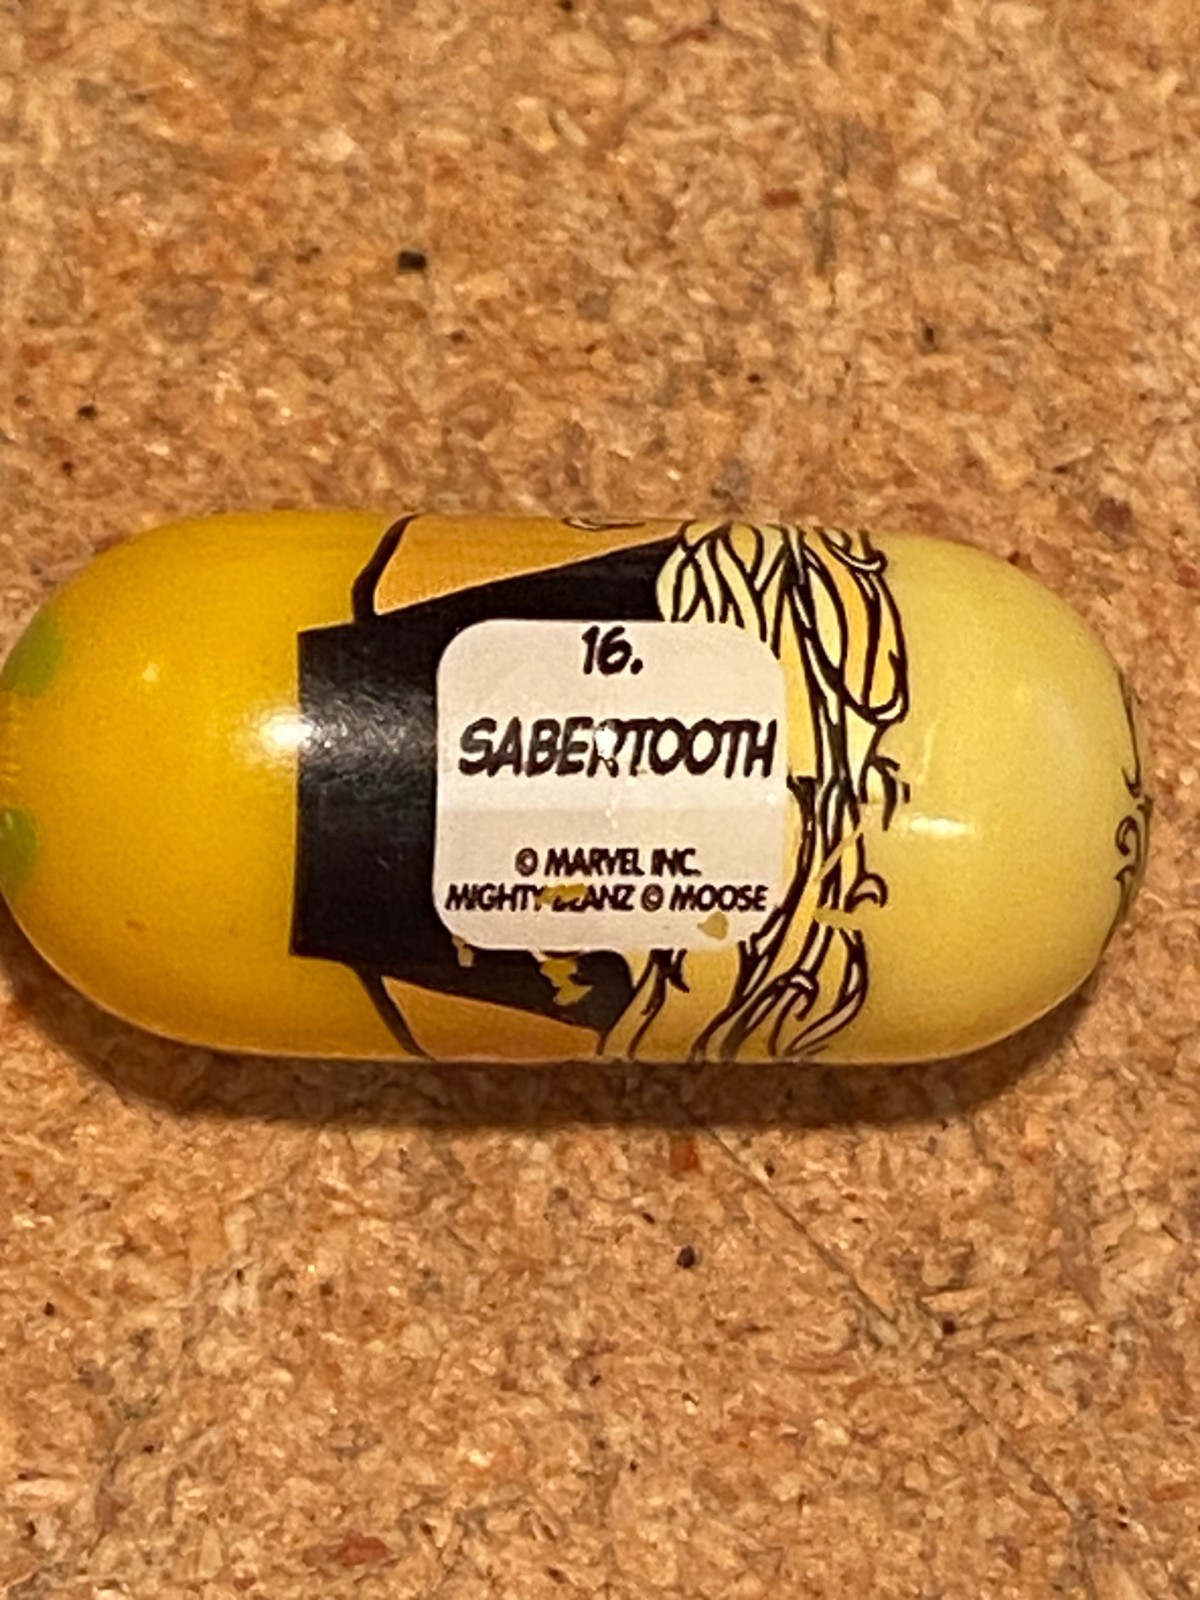 16.
SABERTOOTH
© MARVEL INC.
MIGHTY BEANZ © MOOSE